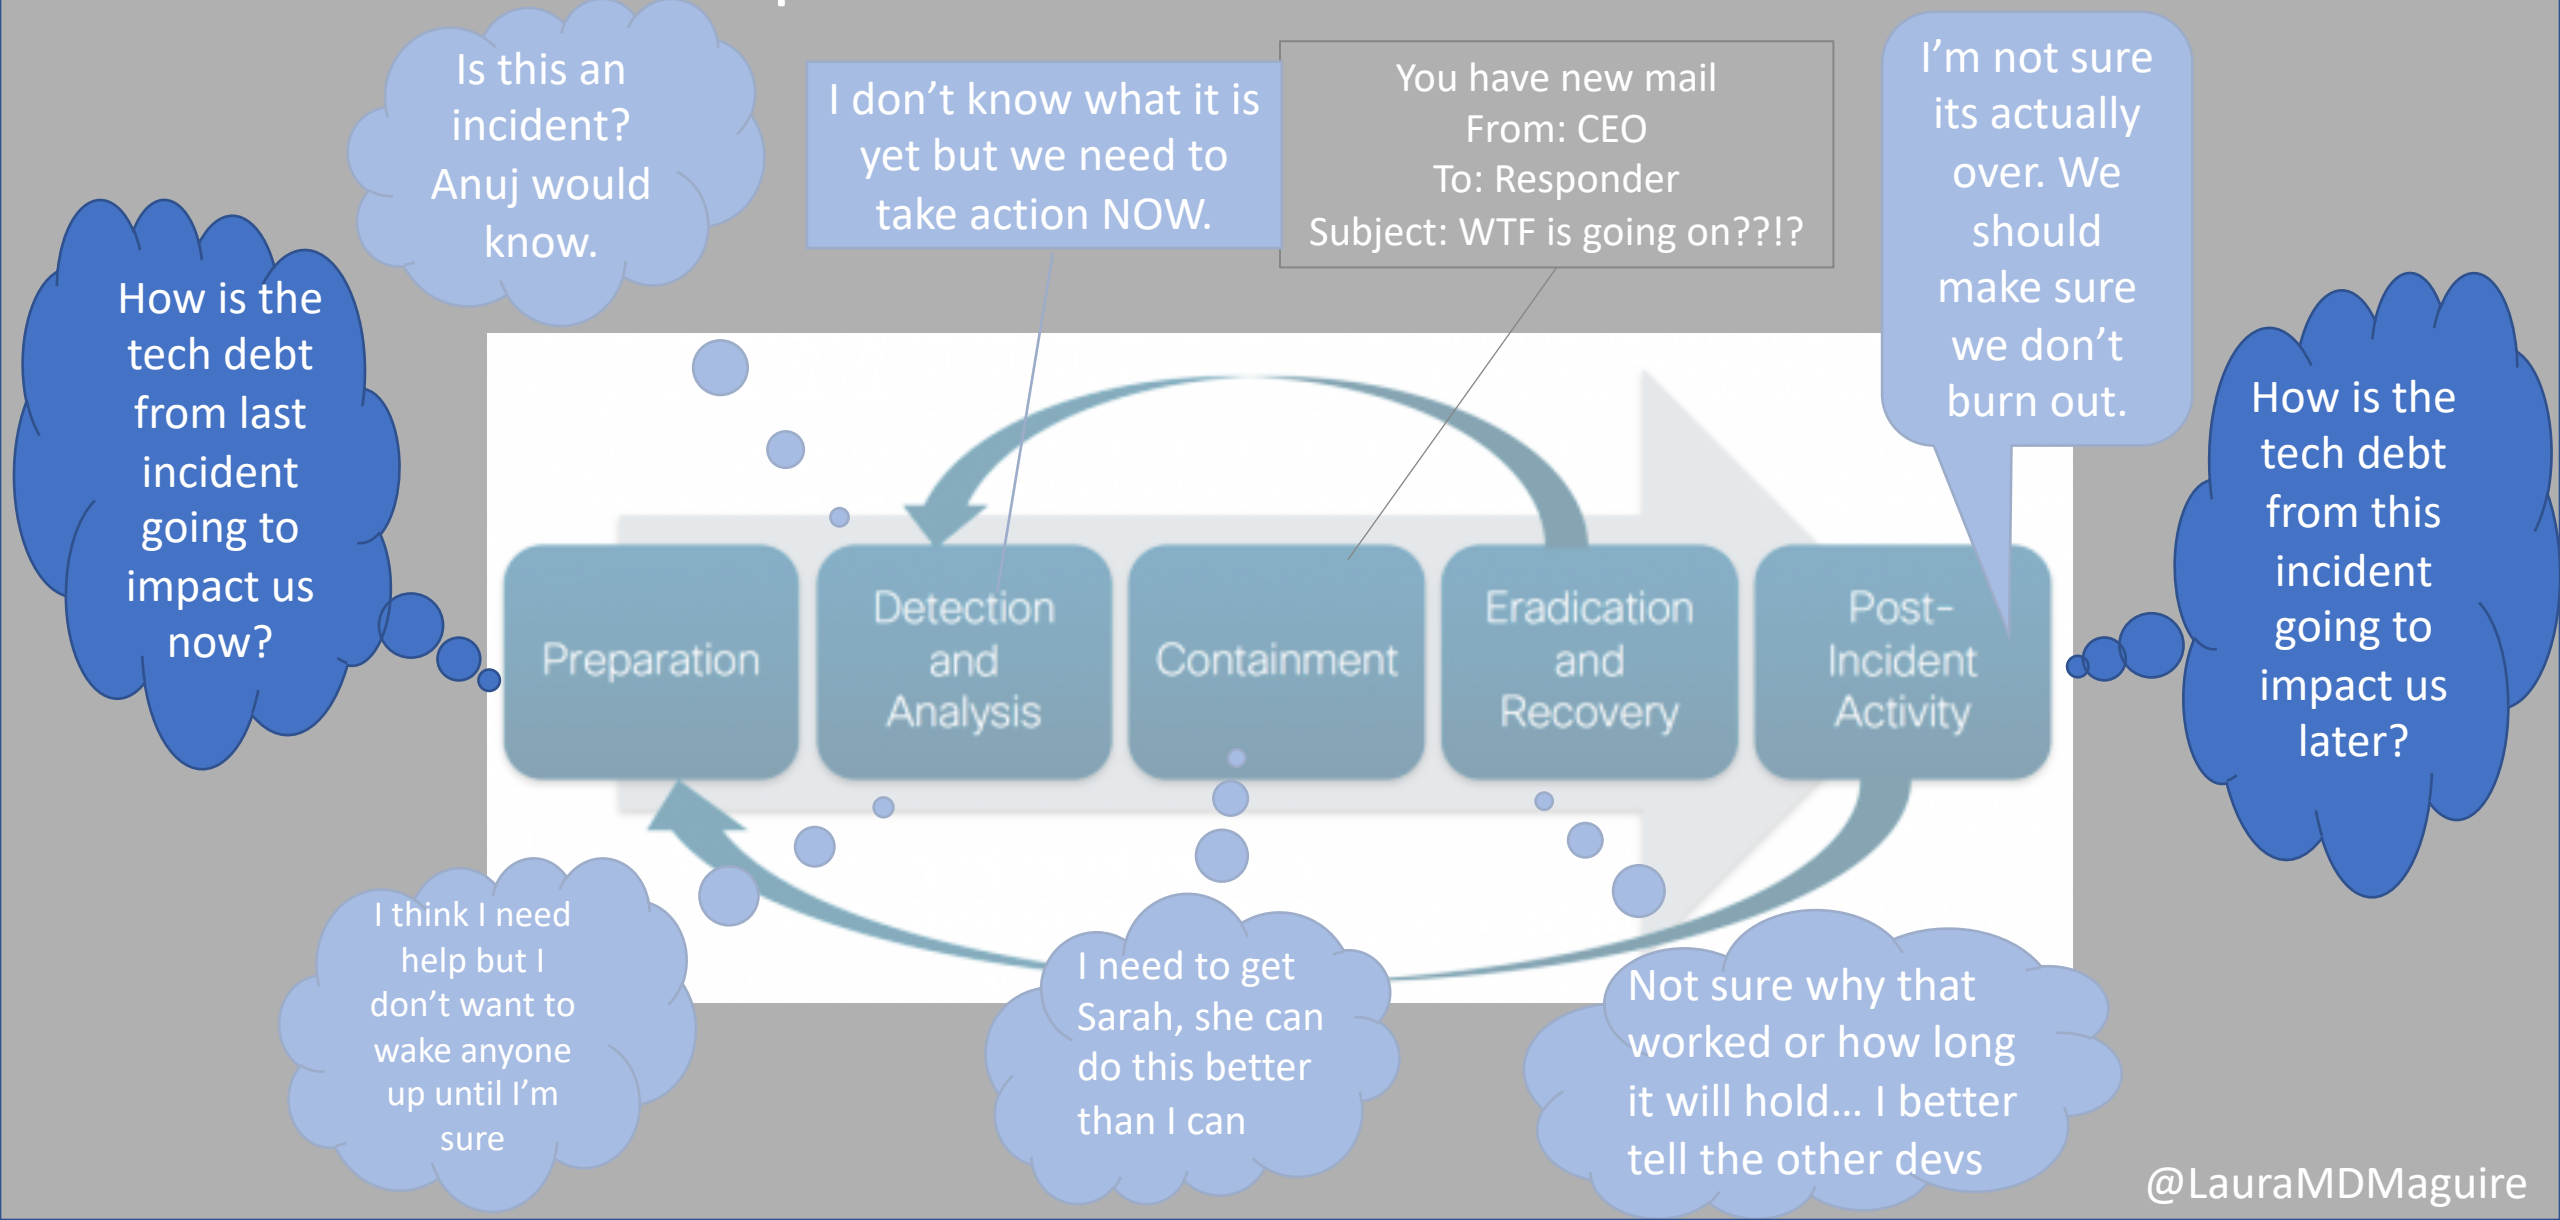 Is this an
incident?
Anuj would
know.
I don’t know what it is
yet but we need to
take action NOW.
You have new mail
From: CEO
To: Responder
Subject: WTF is going on??!?
I’m not sure
its actually
over. We
should
make sure
we don’t
burn out.
How is the
tech debt
from last
incident
going to
impact us
now?
How is the
tech debt
from this
incident
going to
impact us
later?
Preparation
Detection
and
Analysis
Containment
Eradication
and
Recovery
Post-
Incident
Activity
I think I need
help but I
don’t want to
wake anyone
up until I’m
sure
I need to get
Sarah, she can
do this better
than I can
Not sure why that
worked or how long
it will hold... I better
tell the other devs
@LauraMDMaguire